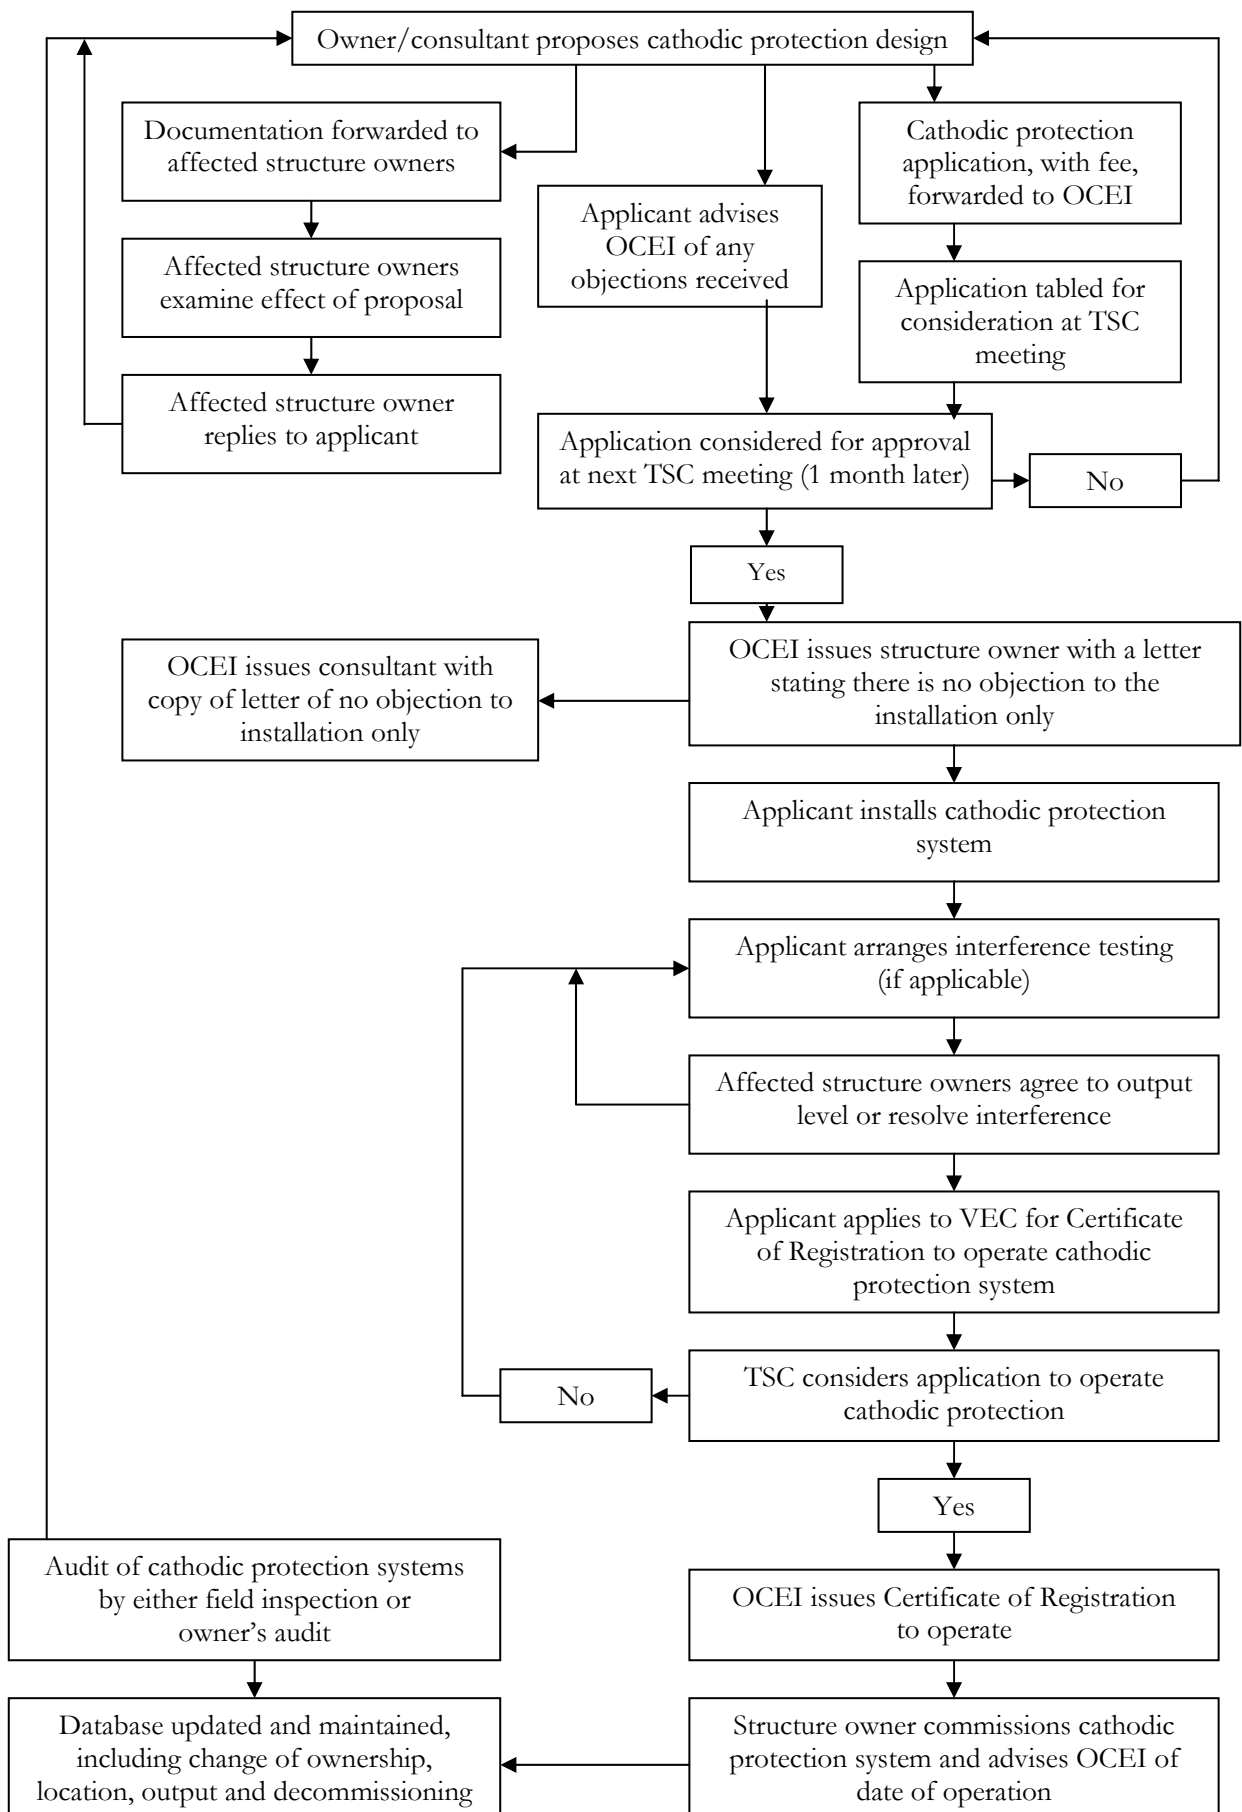 Owner/consultant proposes cathodic protection design
Documentation forwarded to
affected structure owners
Affected structure owners
examine effect of proposal
Affected structure owner
replies to applicant
Applicant advises
OCEI of any
objections received
Cathodic protection
application, with fee,
forwarded to OCEI
Application tabled for
consideration at TSC
meeting
Application considered for approval
at next TSC meeting (1 month later)
No
Yes
OCEI issues structure owner with a letter
stating there is no objection to the
installation only
OCEI issues consultant with
copy of letter of no objection to
installation only
Applicant installs cathodic protection
system
Applicant arranges interference testing
(if applicable)
Affected structure owners agree to output
level or resolve interference
Applicant applies to VEC for Certificate
of Registration to operate cathodic
protection system
TSC considers application to operate
cathodic protection
No
Yes
OCEI issues Certificate of Registration
to operate
Structure owner commissions cathodic
protection system and advises OCEI of
date of operation
Audit of cathodic protection systems
by either field inspection or
owner’s audit
Database updated and maintained,
including change of ownership,
location, output and decommissioning